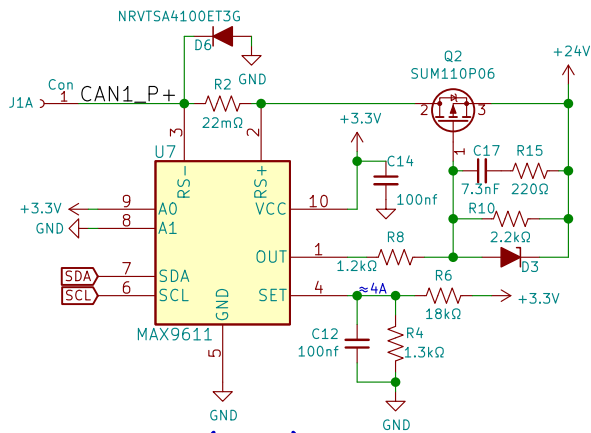 NRVTSA4100ET3G
D6
GND
Q2
SUM110P06
+24V
Con
J1A
1
CAN1_P+
R2
22mΩ
2
3
3
2
1
+3.3V
U7
RS-
RS+
C14
100nf
C17
7.3nF
R15
220Ω
+3.3V
9
A0
VCC
10
GND
8
A1
R10
2.2kΩ
OUT
1
R8
1.2kΩ
D3
SDA
7
SDA
SCL
6
SCL
SET
4
≈4A
R6
18kΩ
+3.3V
GND
MAX9611
5
C12
100nf
R4
1.3kΩ
GND
GND